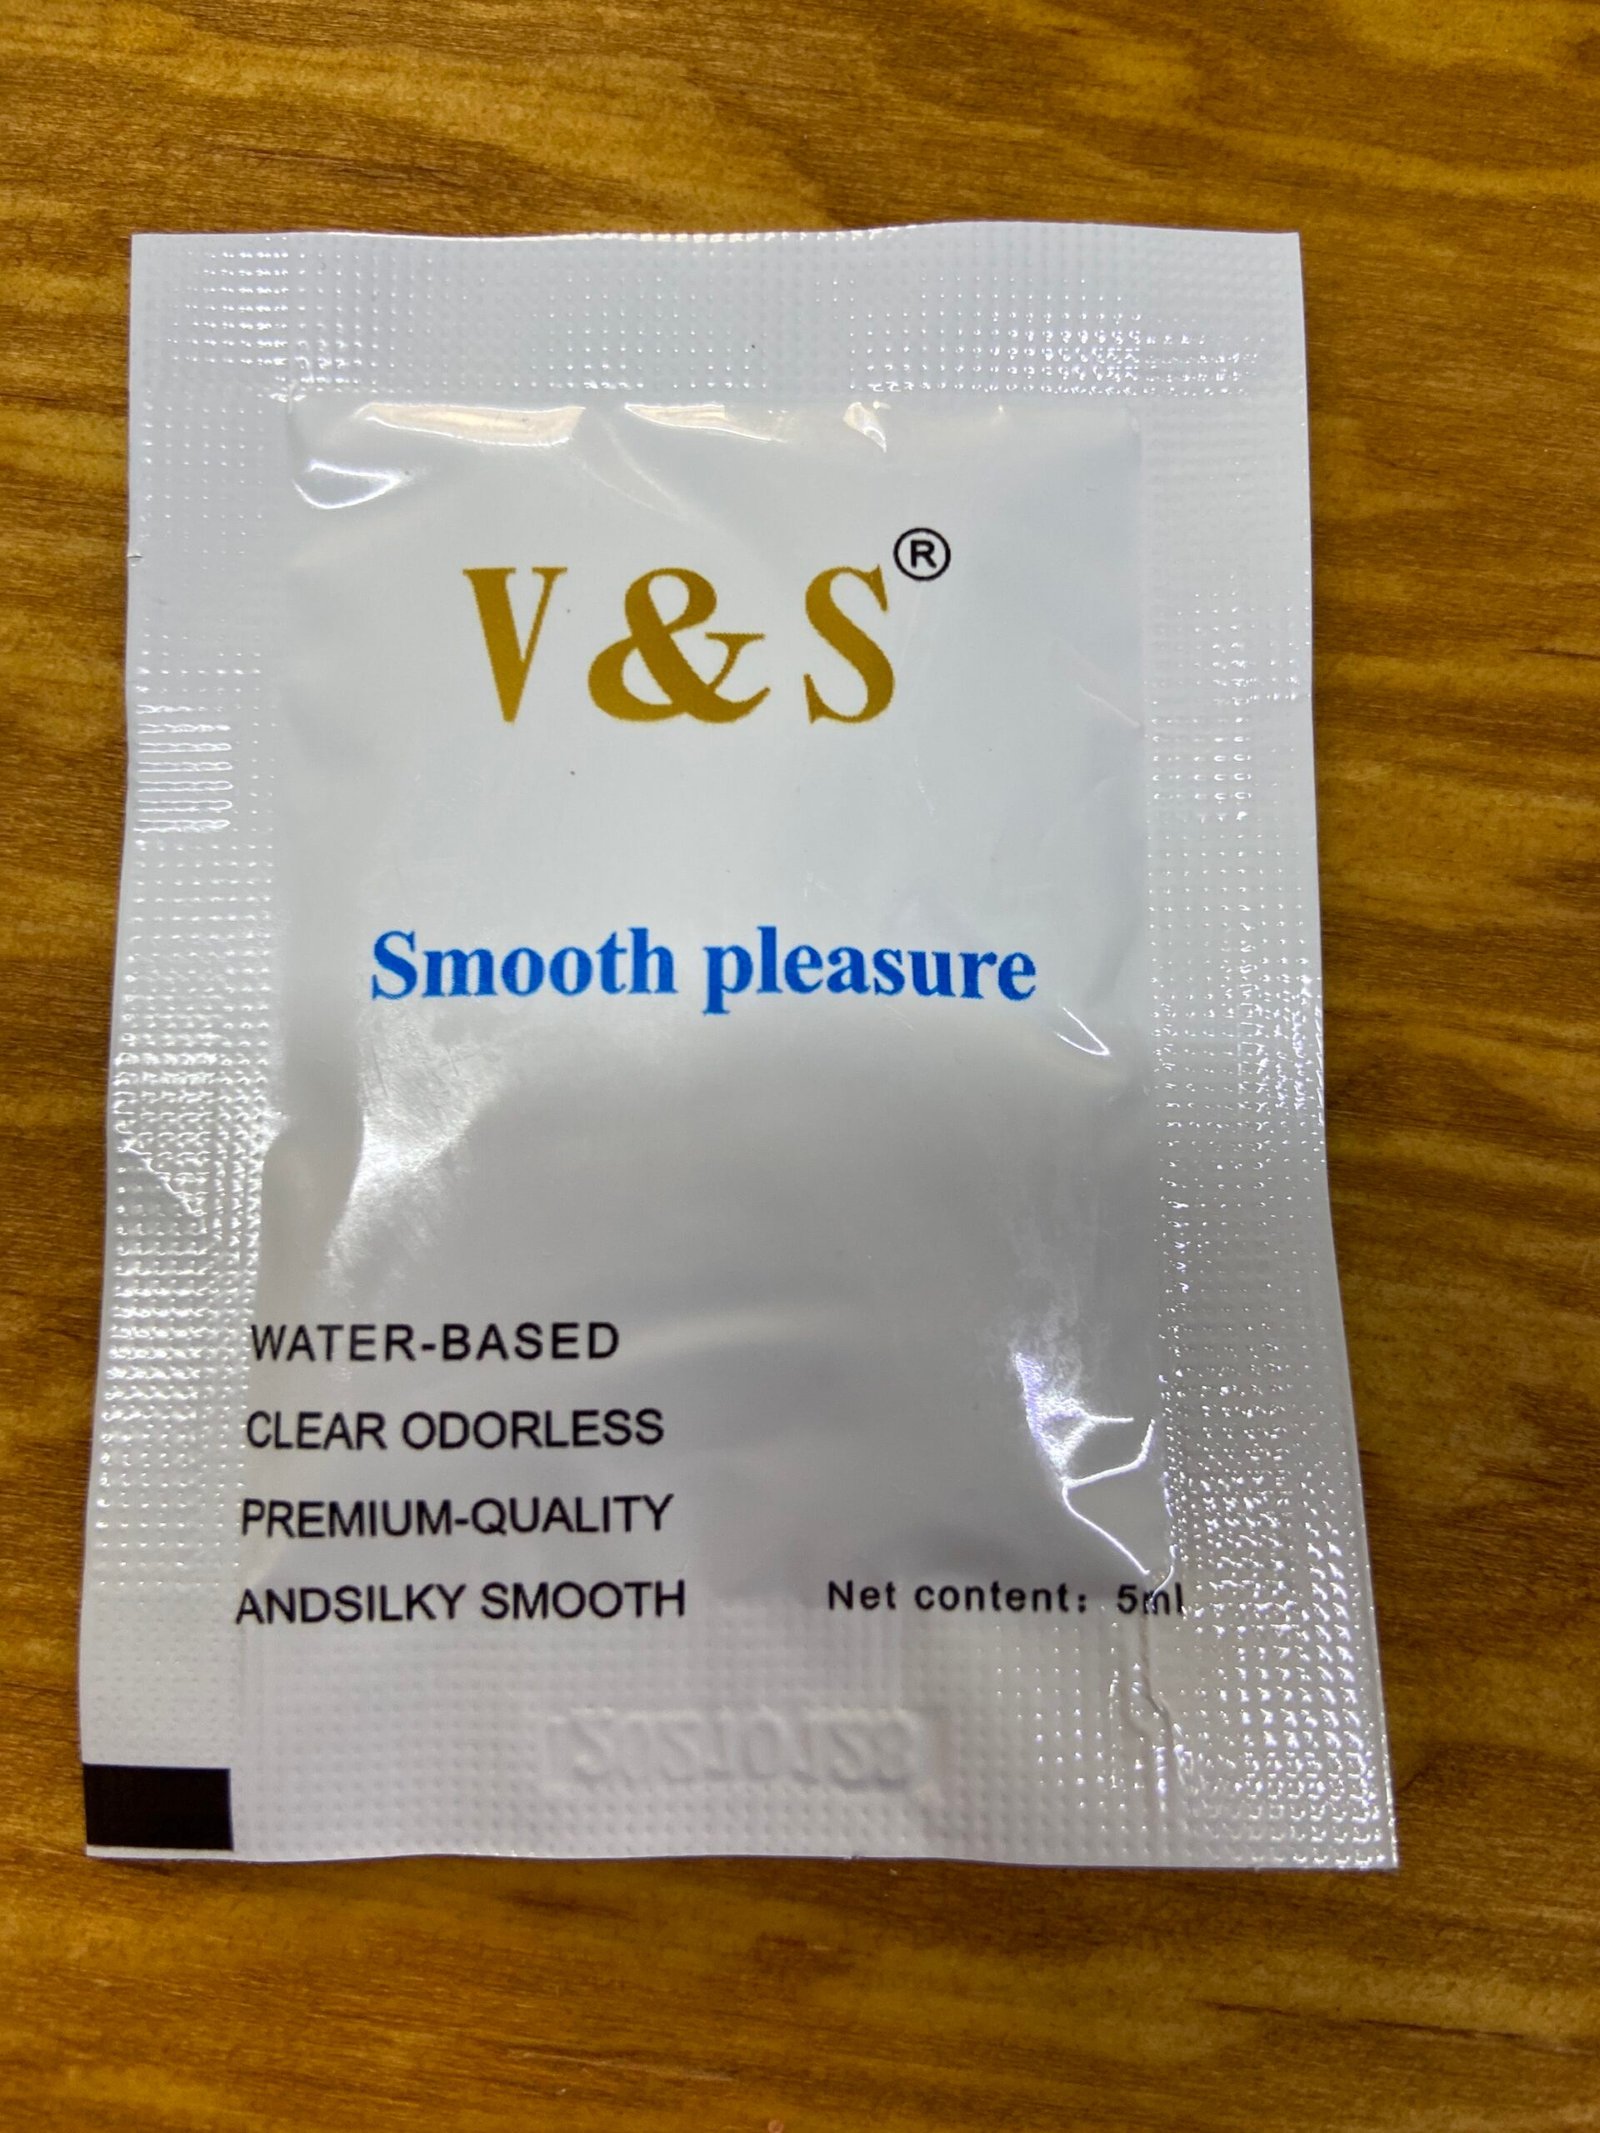 V & S®
Smooth pleasure
WATER-BASED
CLEAR ODORLESS
PREMIUM-QUALITY
ANDSILKY SMOOTH
Net content: 5ml